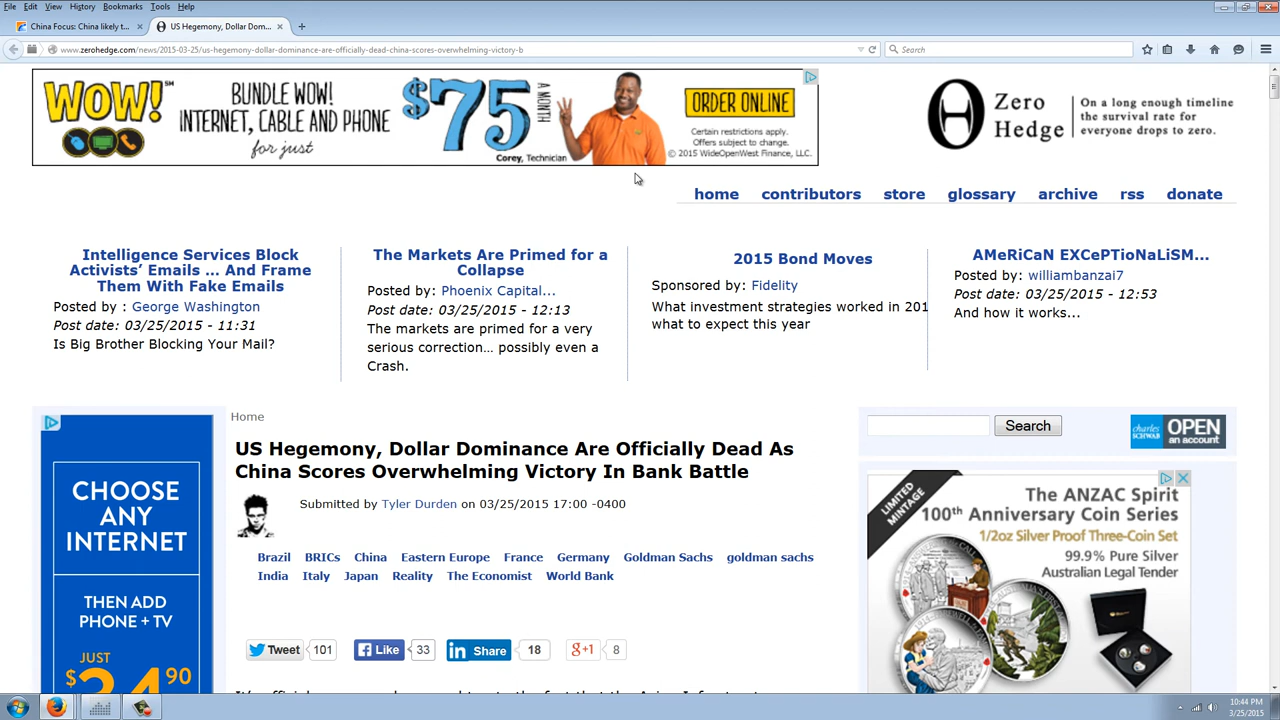 File Edit View History Bookmarks Tools Help
China Focus: China likely t... × US Hegemony, Dollar Dom... × +
www.zerohedge.com/news/2015-03-25/us-hegemony-dollar-dominance-are-officially-dead-china-scores-overwhelming-victory-b
Search
WOW!
SM
BUNDLE WOW!
INTERNET, CABLE AND PHONE
for just
$75
A MONTH
Corey, Technician
ORDER ONLINE
Certain restrictions apply.
Offers subject to change.
© 2015 WideOpenWest Finance, LLC.
Zero
Hedge
On a long enough timeline
the survival rate for
everyone drops to zero.
home contributors store glossary archive rss donate
Intelligence Services Block
Activists’ Emails … And Frame
Them With Fake Emails
Posted by : George Washington
Post date: 03/25/2015 - 11:31
Is Big Brother Blocking Your Mail?
The Markets Are Primed for a
Collapse
Posted by: Phoenix Capital...
Post date: 03/25/2015 - 12:13
The markets are primed for a very
serious correction… possibly even a
Crash.
2015 Bond Moves
Sponsored by: Fidelity
What investment strategies worked in 201
what to expect this year
AMeRiCaN EXCePTioNaLiSM...
Posted by: williambanzai7
Post date: 03/25/2015 - 12:53
And how it works...
CHOOSE
ANY
INTERNET
THEN ADD
PHONE + TV
JUST
$34.90
Home
US Hegemony, Dollar Dominance Are Officially Dead As
China Scores Overwhelming Victory In Bank Battle
Submitted by Tyler Durden on 03/25/2015 17:00 -0400
Brazil BRICs China Eastern Europe France Germany Goldman Sachs goldman sachs
India Italy Japan Reality The Economist World Bank
Tweet 101 Like 33 in Share 18 g+1 8
Search
charles
SCHWAB
OPEN
an account
LIMITED
MINTAGE
The ANZAC Spirit
100th Anniversary Coin Series
1/2oz Silver Proof Three-Coin Set
99.9% Pure Silver
Australian Legal Tender
10:44 PM
3/25/2015